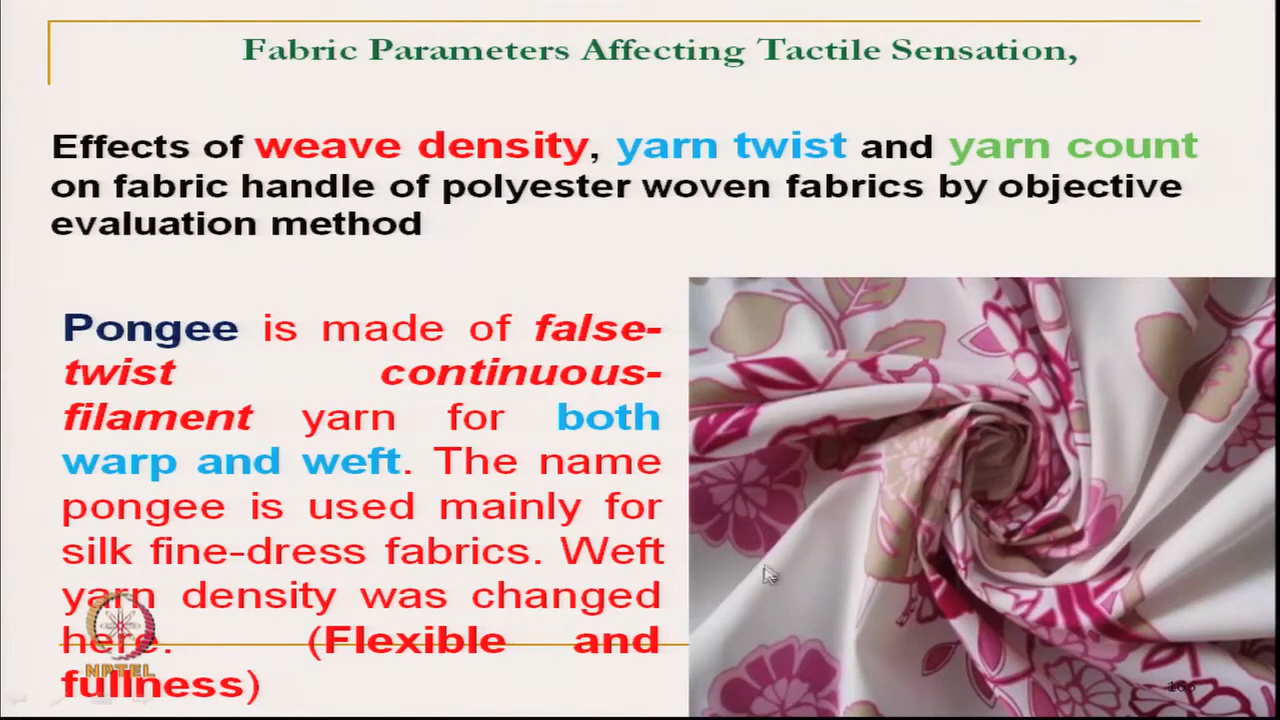 Fabric Parameters Affecting Tactile Sensation,
Effects of weave density, yarn twist and yarn count
on fabric handle of polyester woven fabrics by objective
evaluation method
Pongee is made of false-
twist continuous-
filament yarn for both
warp and weft. The name
pongee is used mainly for
silk fine-dress fabrics. Weft
yarn density was changed
here. (Flexible and
fullness)
NPTEL